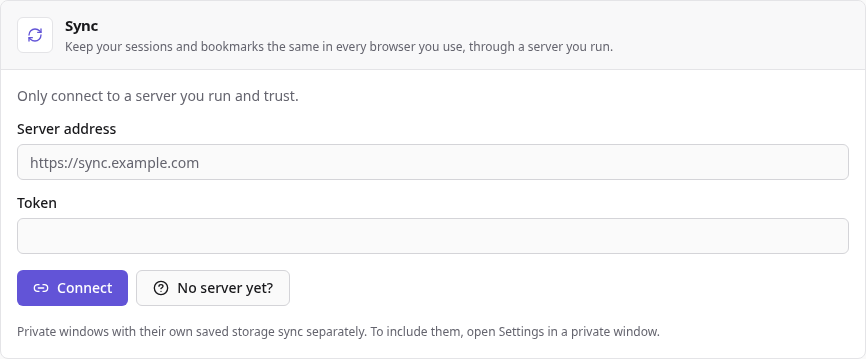 Sync
Keep your sessions and bookmarks the same in every browser you use, through a server you run.
Only connect to a server you run and trust.
Server address
https://sync.example.com
Token
Connect
No server yet?
Private windows with their own saved storage sync separately. To include them, open Settings in a private window.